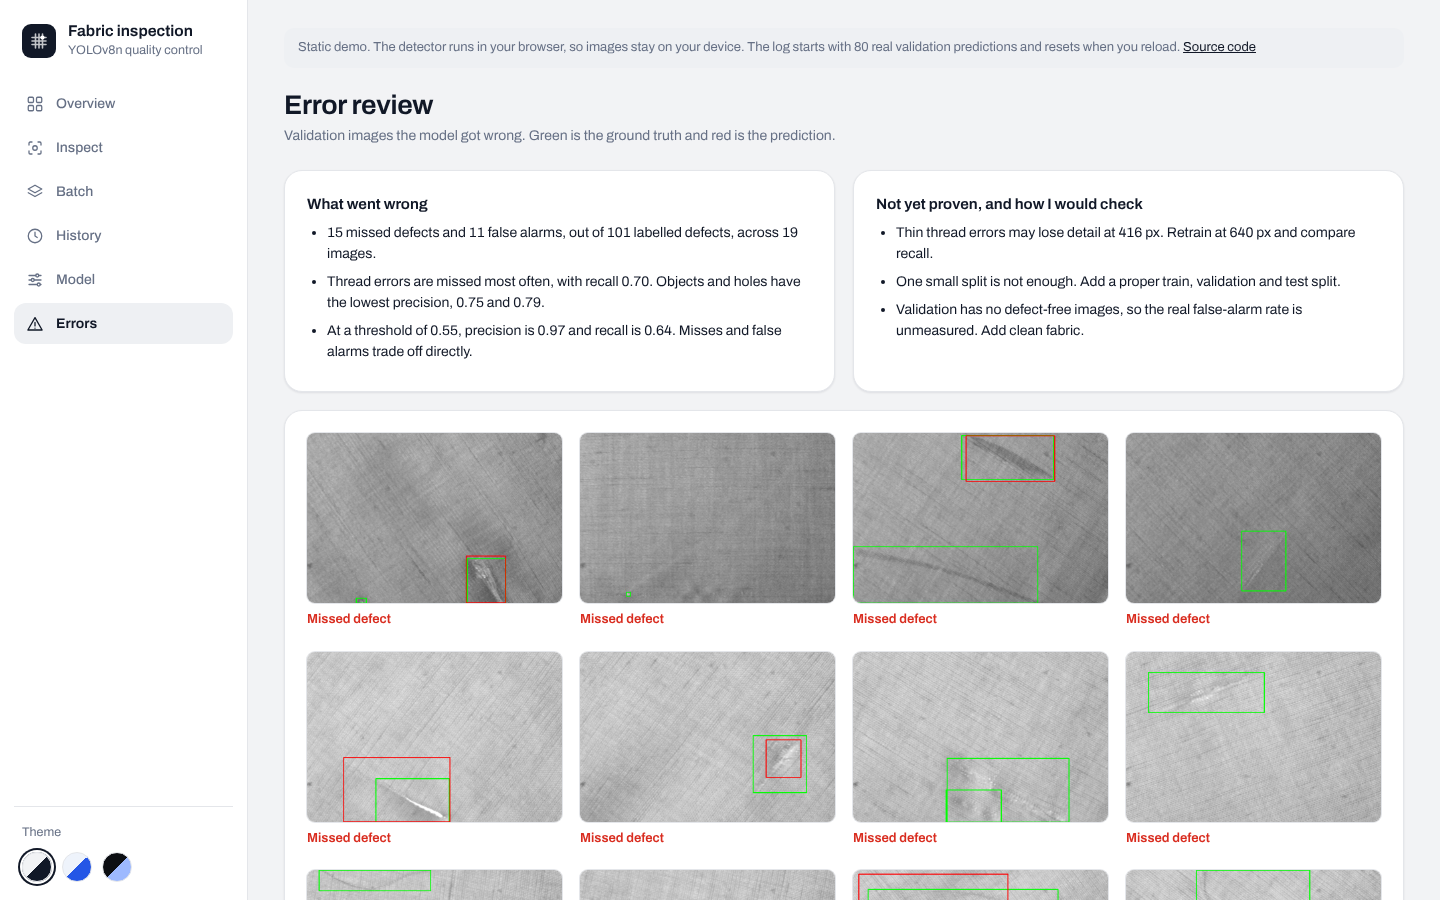 Fabric inspection
YOLOv8n quality control
Overview
Inspect
Batch
History
Model
Errors
Theme
Static demo. The detector runs in your browser, so images stay on your device. The log starts with 80 real validation predictions and resets when you reload. Source code
Error review
Validation images the model got wrong. Green is the ground truth and red is the prediction.
What went wrong
15 missed defects and 11 false alarms, out of 101 labelled defects, across 19
images.
Thread errors are missed most often, with recall 0.70. Objects and holes have
the lowest precision, 0.75 and 0.79.
At a threshold of 0.55, precision is 0.97 and recall is 0.64. Misses and false
alarms trade off directly.
Not yet proven, and how I would check
Thin thread errors may lose detail at 416 px. Retrain at 640 px and compare
recall.
One small split is not enough. Add a proper train, validation and test split.
Validation has no defect-free images, so the real false-alarm rate is
unmeasured. Add clean fabric.
Missed defect
Missed defect
Missed defect
Missed defect
Missed defect
Missed defect
Missed defect
Missed defect